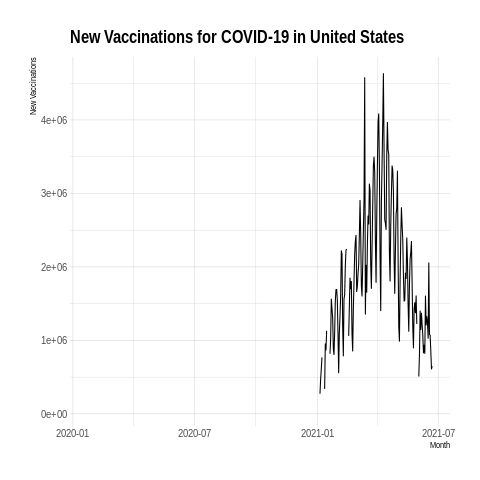 New Vaccinations for COVID-19 in United States
New Vaccinations
4e+06
3e+06
2e+06
1e+06
0e+00
2020-01
2020-07
2021-01
2021-07
Month